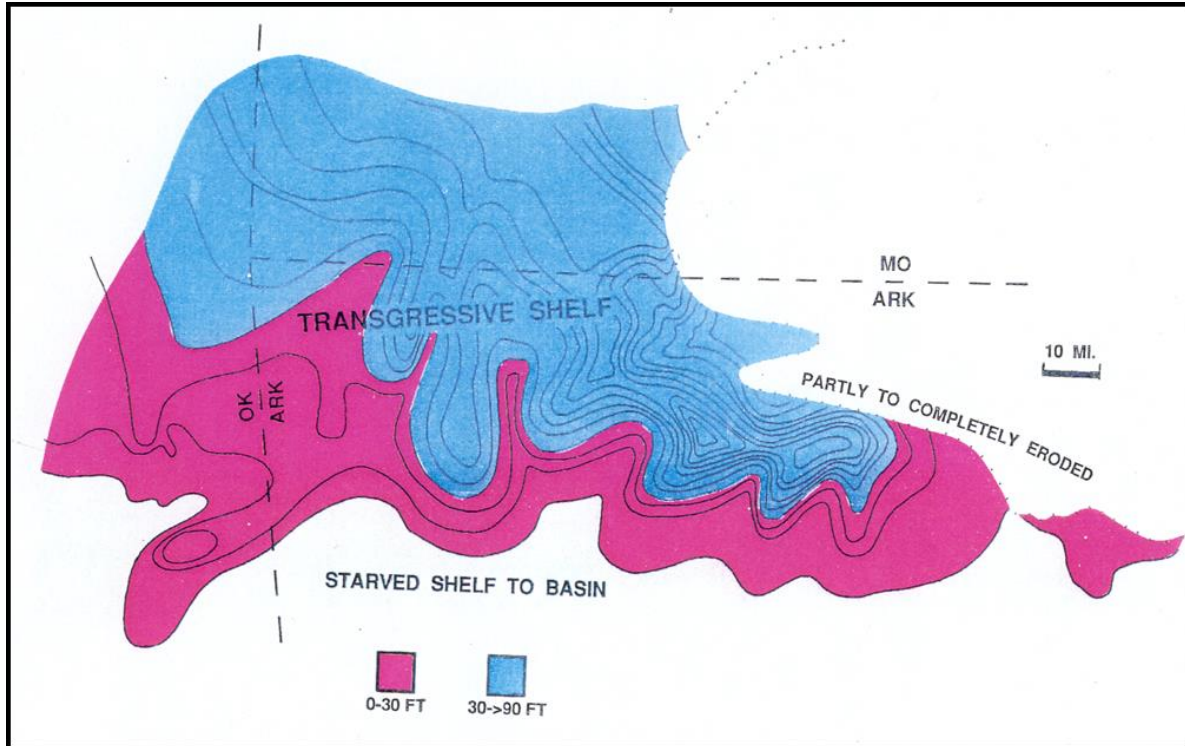 MO
ARK
TRANSGRESSIVE SHELF
10 MI.
PARTLY TO COMPLETELY ERODED
OK
ARK
STARVED SHELF TO BASIN
0-30 FT
30->90 FT